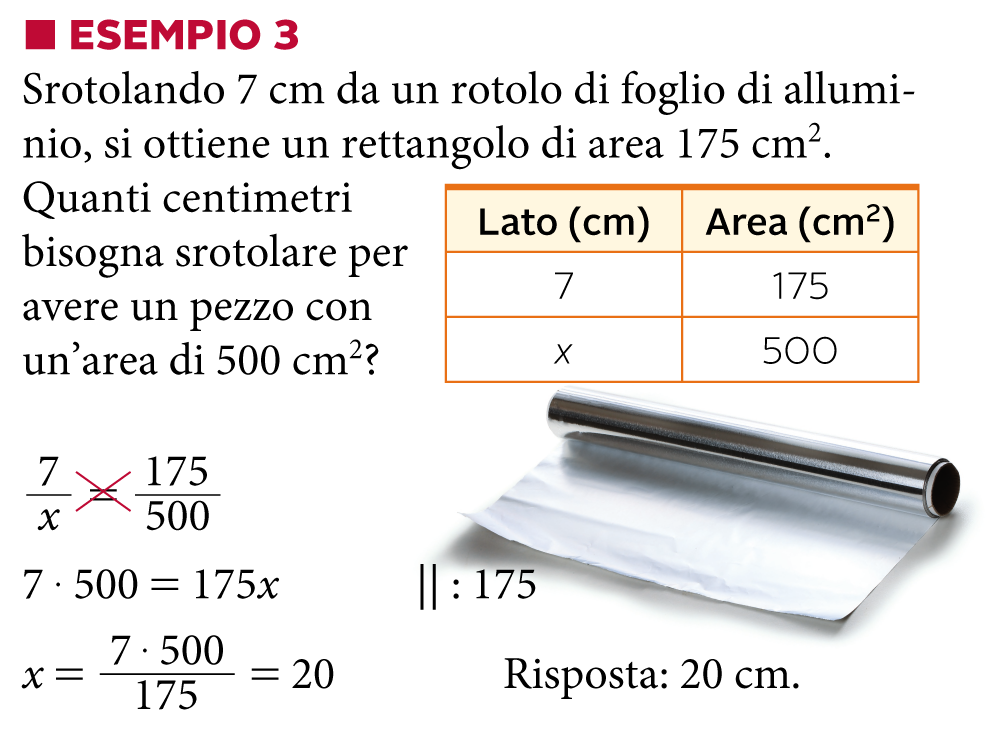 ■ ESEMPIO 3
Srotolando 7 cm da un rotolo di foglio di allumi-
nio, si ottiene un rettangolo di area 175 cm².
Quanti centimetri
bisogna srotolare per
avere un pezzo con
un’area di 500 cm²?
Lato (cm) Area (cm²)
7 175
x 500
7/x = 175/500
7 · 500 = 175x || : 175
x = 7 · 500/175 = 20 Risposta: 20 cm.